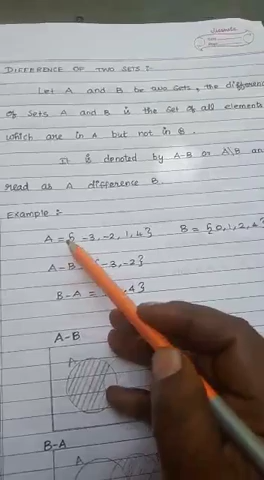 DIFFERENCE OF TWO SETS :-
Let A and B be two sets, the difference
of sets A and B is the set of all elements
which are in A but not in B.
It is denoted by A-B or A\B and
read as A difference B.
Example :-
A = { -3, -2, 1, 4} B = {0, 1, 2, 4}
A-B = {-3, -2}
B-A = , 4}
A-B
A
B-A
A